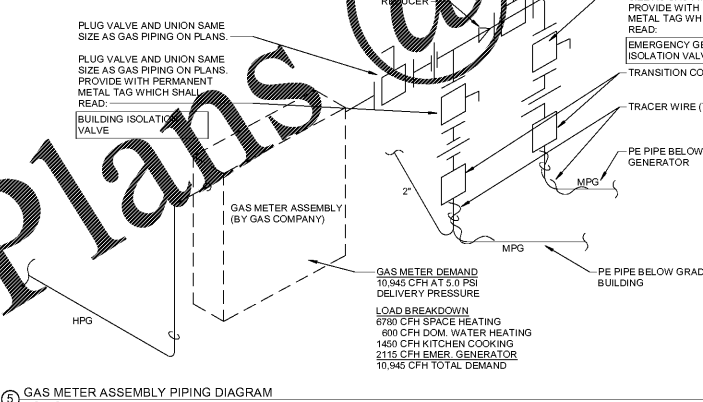 REDUCER
PLUG VALVE AND UNION SAME
SIZE AS GAS PIPING ON PLANS.
PLUG VALVE AND UNION SAME
SIZE AS GAS PIPING ON PLANS.
PROVIDE WITH PERMANENT
METAL TAG WHICH SHALL
READ:
BUILDING ISOLATION
VALVE
PROVIDE WITH
METAL TAG WH
READ:
EMERGENCY GE
ISOLATION VALV
TRANSITION CO
TRACER WIRE (
PE PIPE BELOW
GENERATOR
MPG
2"
MPG
PE PIPE BELOW GRAD
BUILDING
GAS METER ASSEMBLY
(BY GAS COMPANY)
HPG
GAS METER DEMAND
10,945 CFH AT 5.0 PSI
DELIVERY PRESSURE
LOAD BREAKDOWN
6780 CFH SPACE HEATING
600 CFH DOM. WATER HEATING
1450 CFH KITCHEN COOKING
2115 CFH EMER. GENERATOR
10,945 CFH TOTAL DEMAND
5 GAS METER ASSEMBLY PIPING DIAGRAM
Plans @